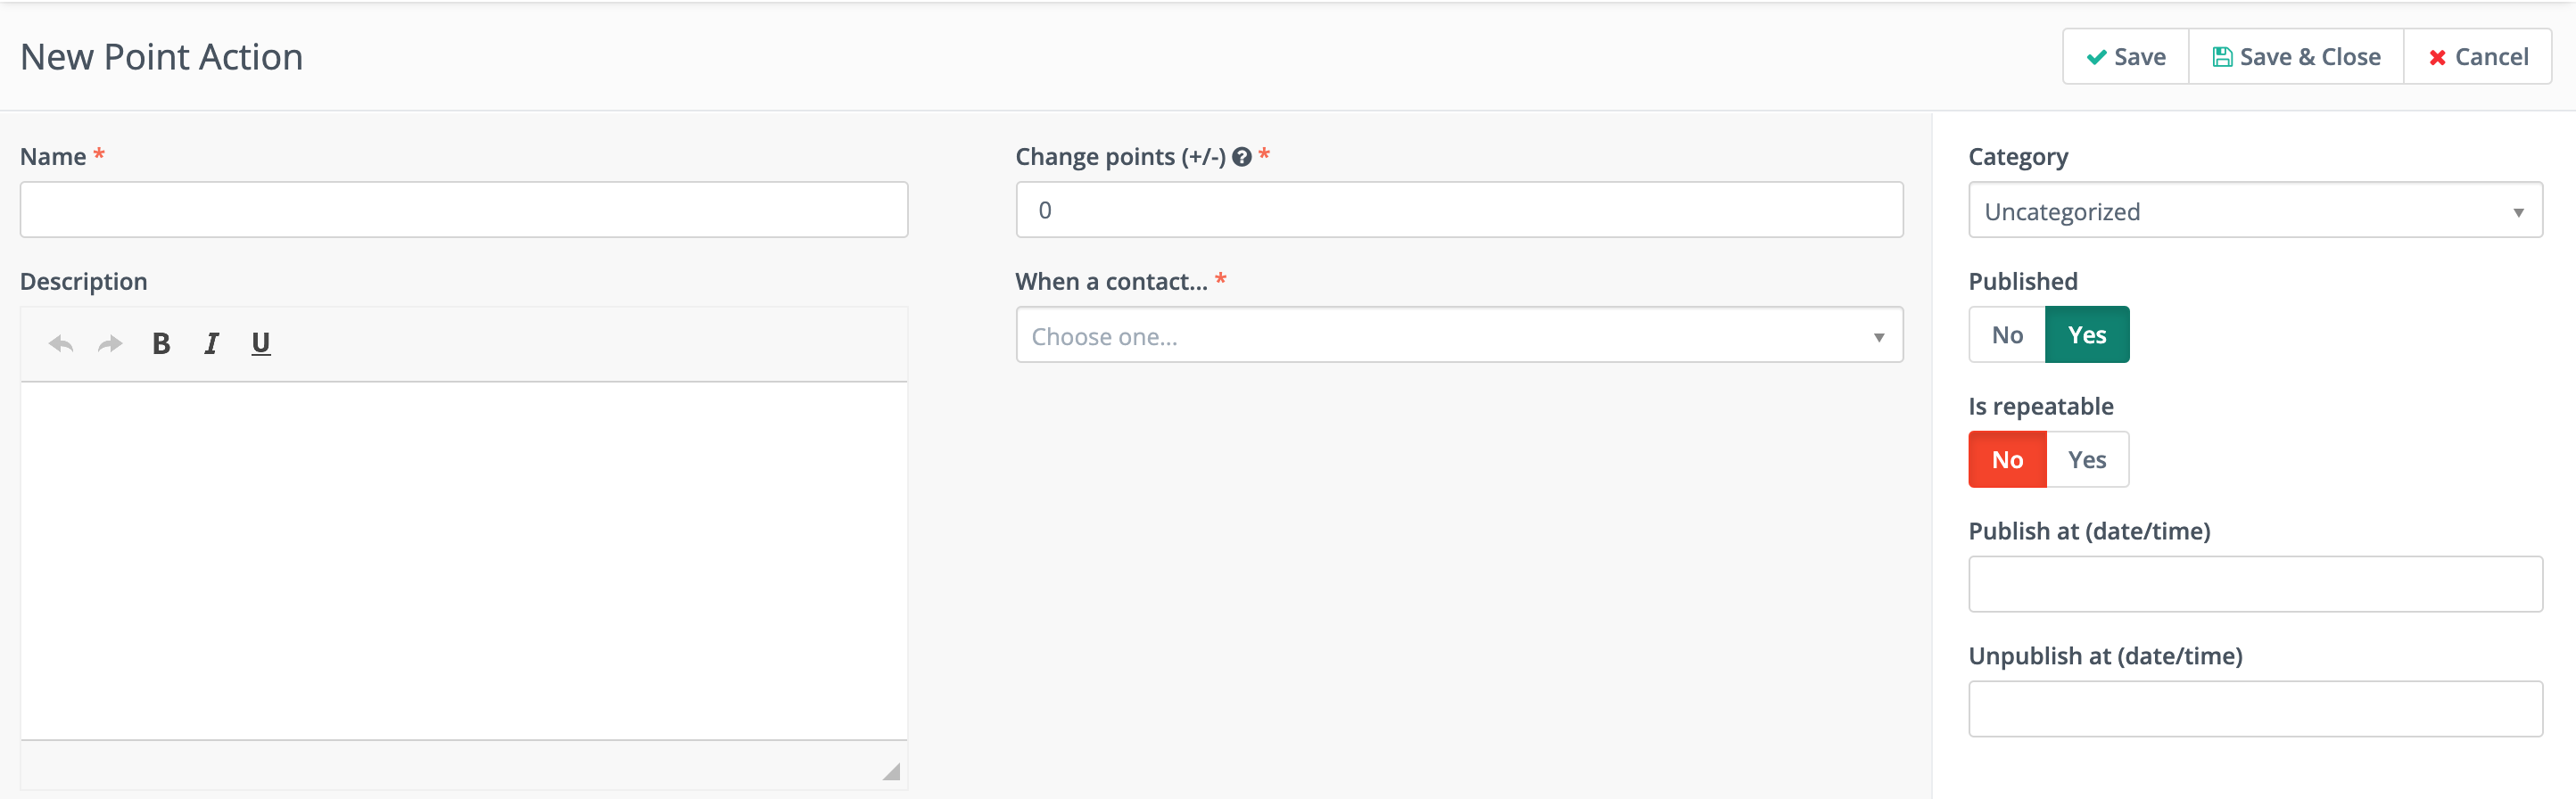 New Point Action
Save
Save & Close
Cancel
Name *
Description
B I U
Change points (+/-) ? *
0
When a contact... *
Choose one...
Category
Uncategorized
Published
No Yes
Is repeatable
No Yes
Publish at (date/time)
Unpublish at (date/time)